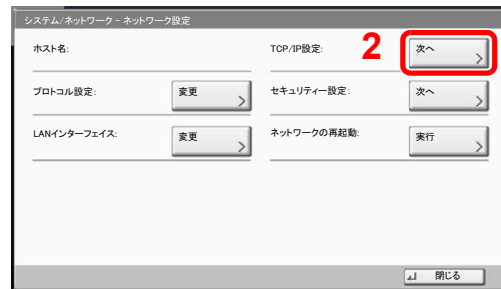 システム/ネットワーク - ネットワーク設定
ホスト名:
TCP/IP設定:
2
次へ
プロトコル設定:
変更
セキュリティー設定:
次へ
LANインターフェイス:
変更
ネットワークの再起動:
実行
閉じる